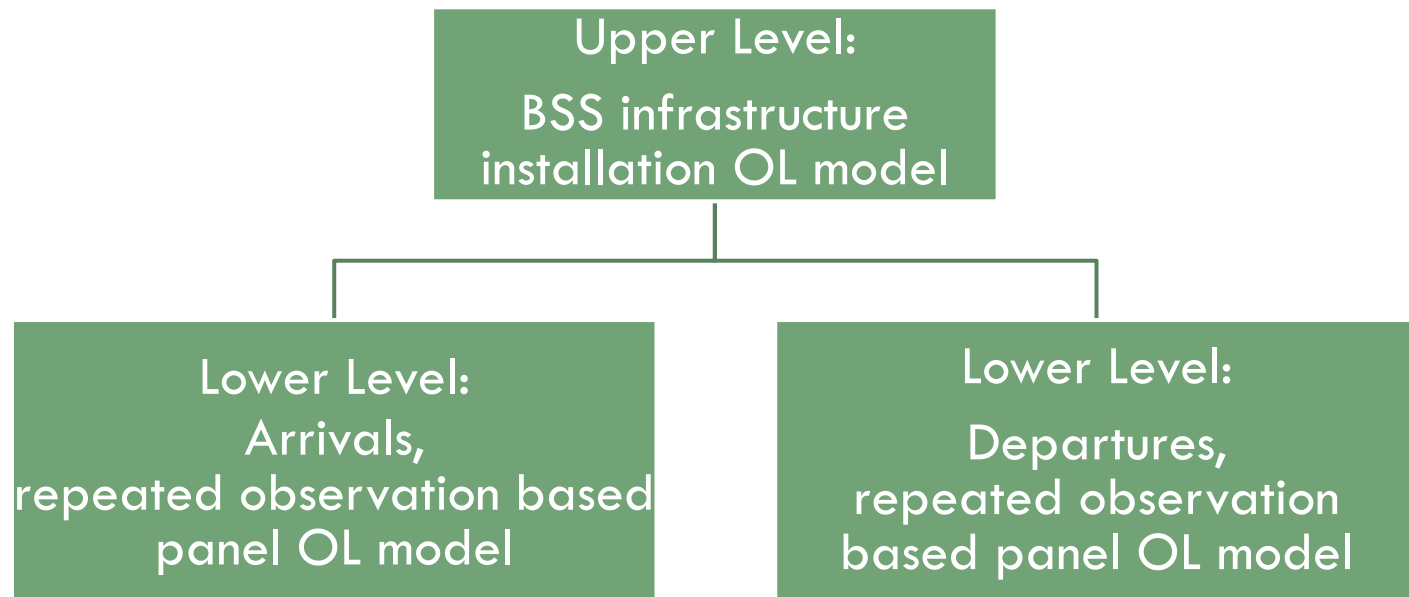 Upper Level:
BSS infrastructure
installation OL model
Lower Level:
Arrivals,
repeated observation based
panel OL model
Lower Level:
Departures,
repeated observation
based panel OL model